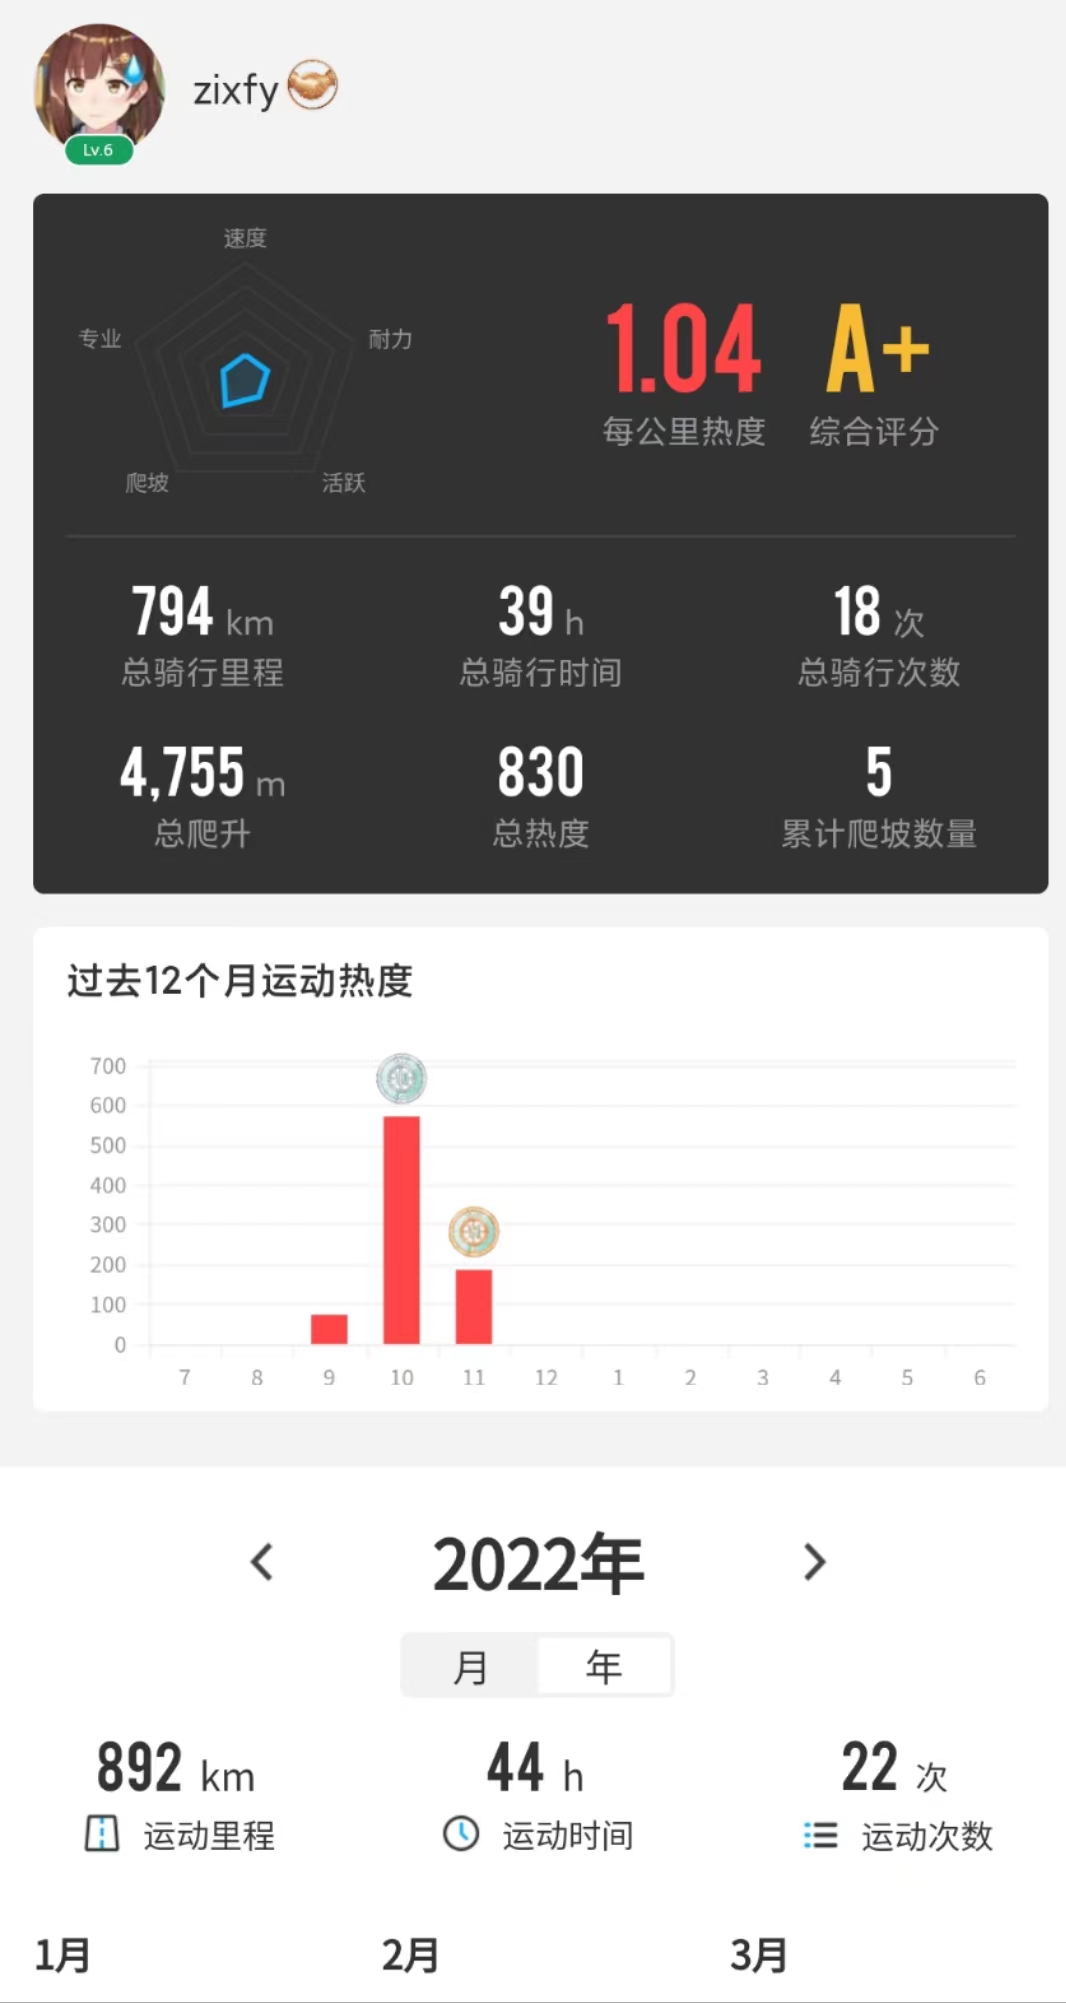 zixfy
Lv.6
速度
专业
耐力
爬坡
活跃
1.04 A+
每公里热度 综合评分
794 km 39 h 18 次
总骑行里程 总骑行时间 总骑行次数
4,755 m 830 5
总爬升 总热度 累计爬坡数量
过去12个月运动热度
700
600
500
400
300
200
100
0
7 8 9 10 11 12 1 2 3 4 5 6
2022年
月 年
892 km 44 h 22 次
运动里程 运动时间 运动次数
1月 2月 3月